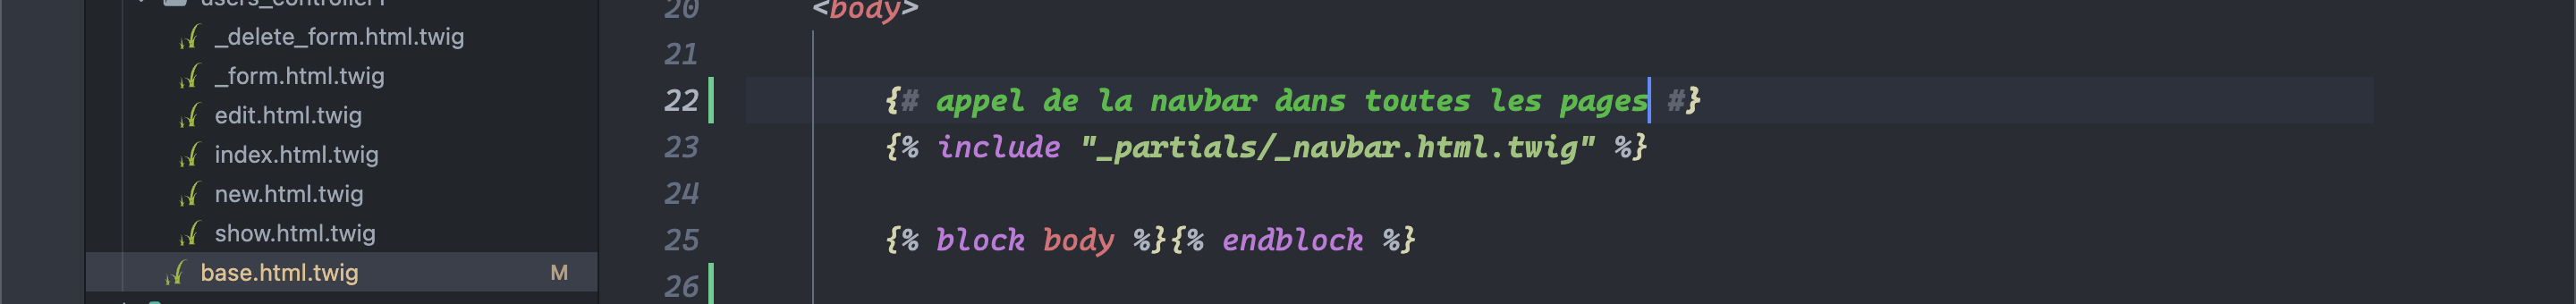 users_controller1
_delete_form.html.twig
_form.html.twig
edit.html.twig
index.html.twig
new.html.twig
show.html.twig
base.html.twig M
20 <body>
21
22 {# appel de la navbar dans toutes les pages #}
23 {% include "_partials/_navbar.html.twig" %}
24
25 {% block body %}{% endblock %}
26